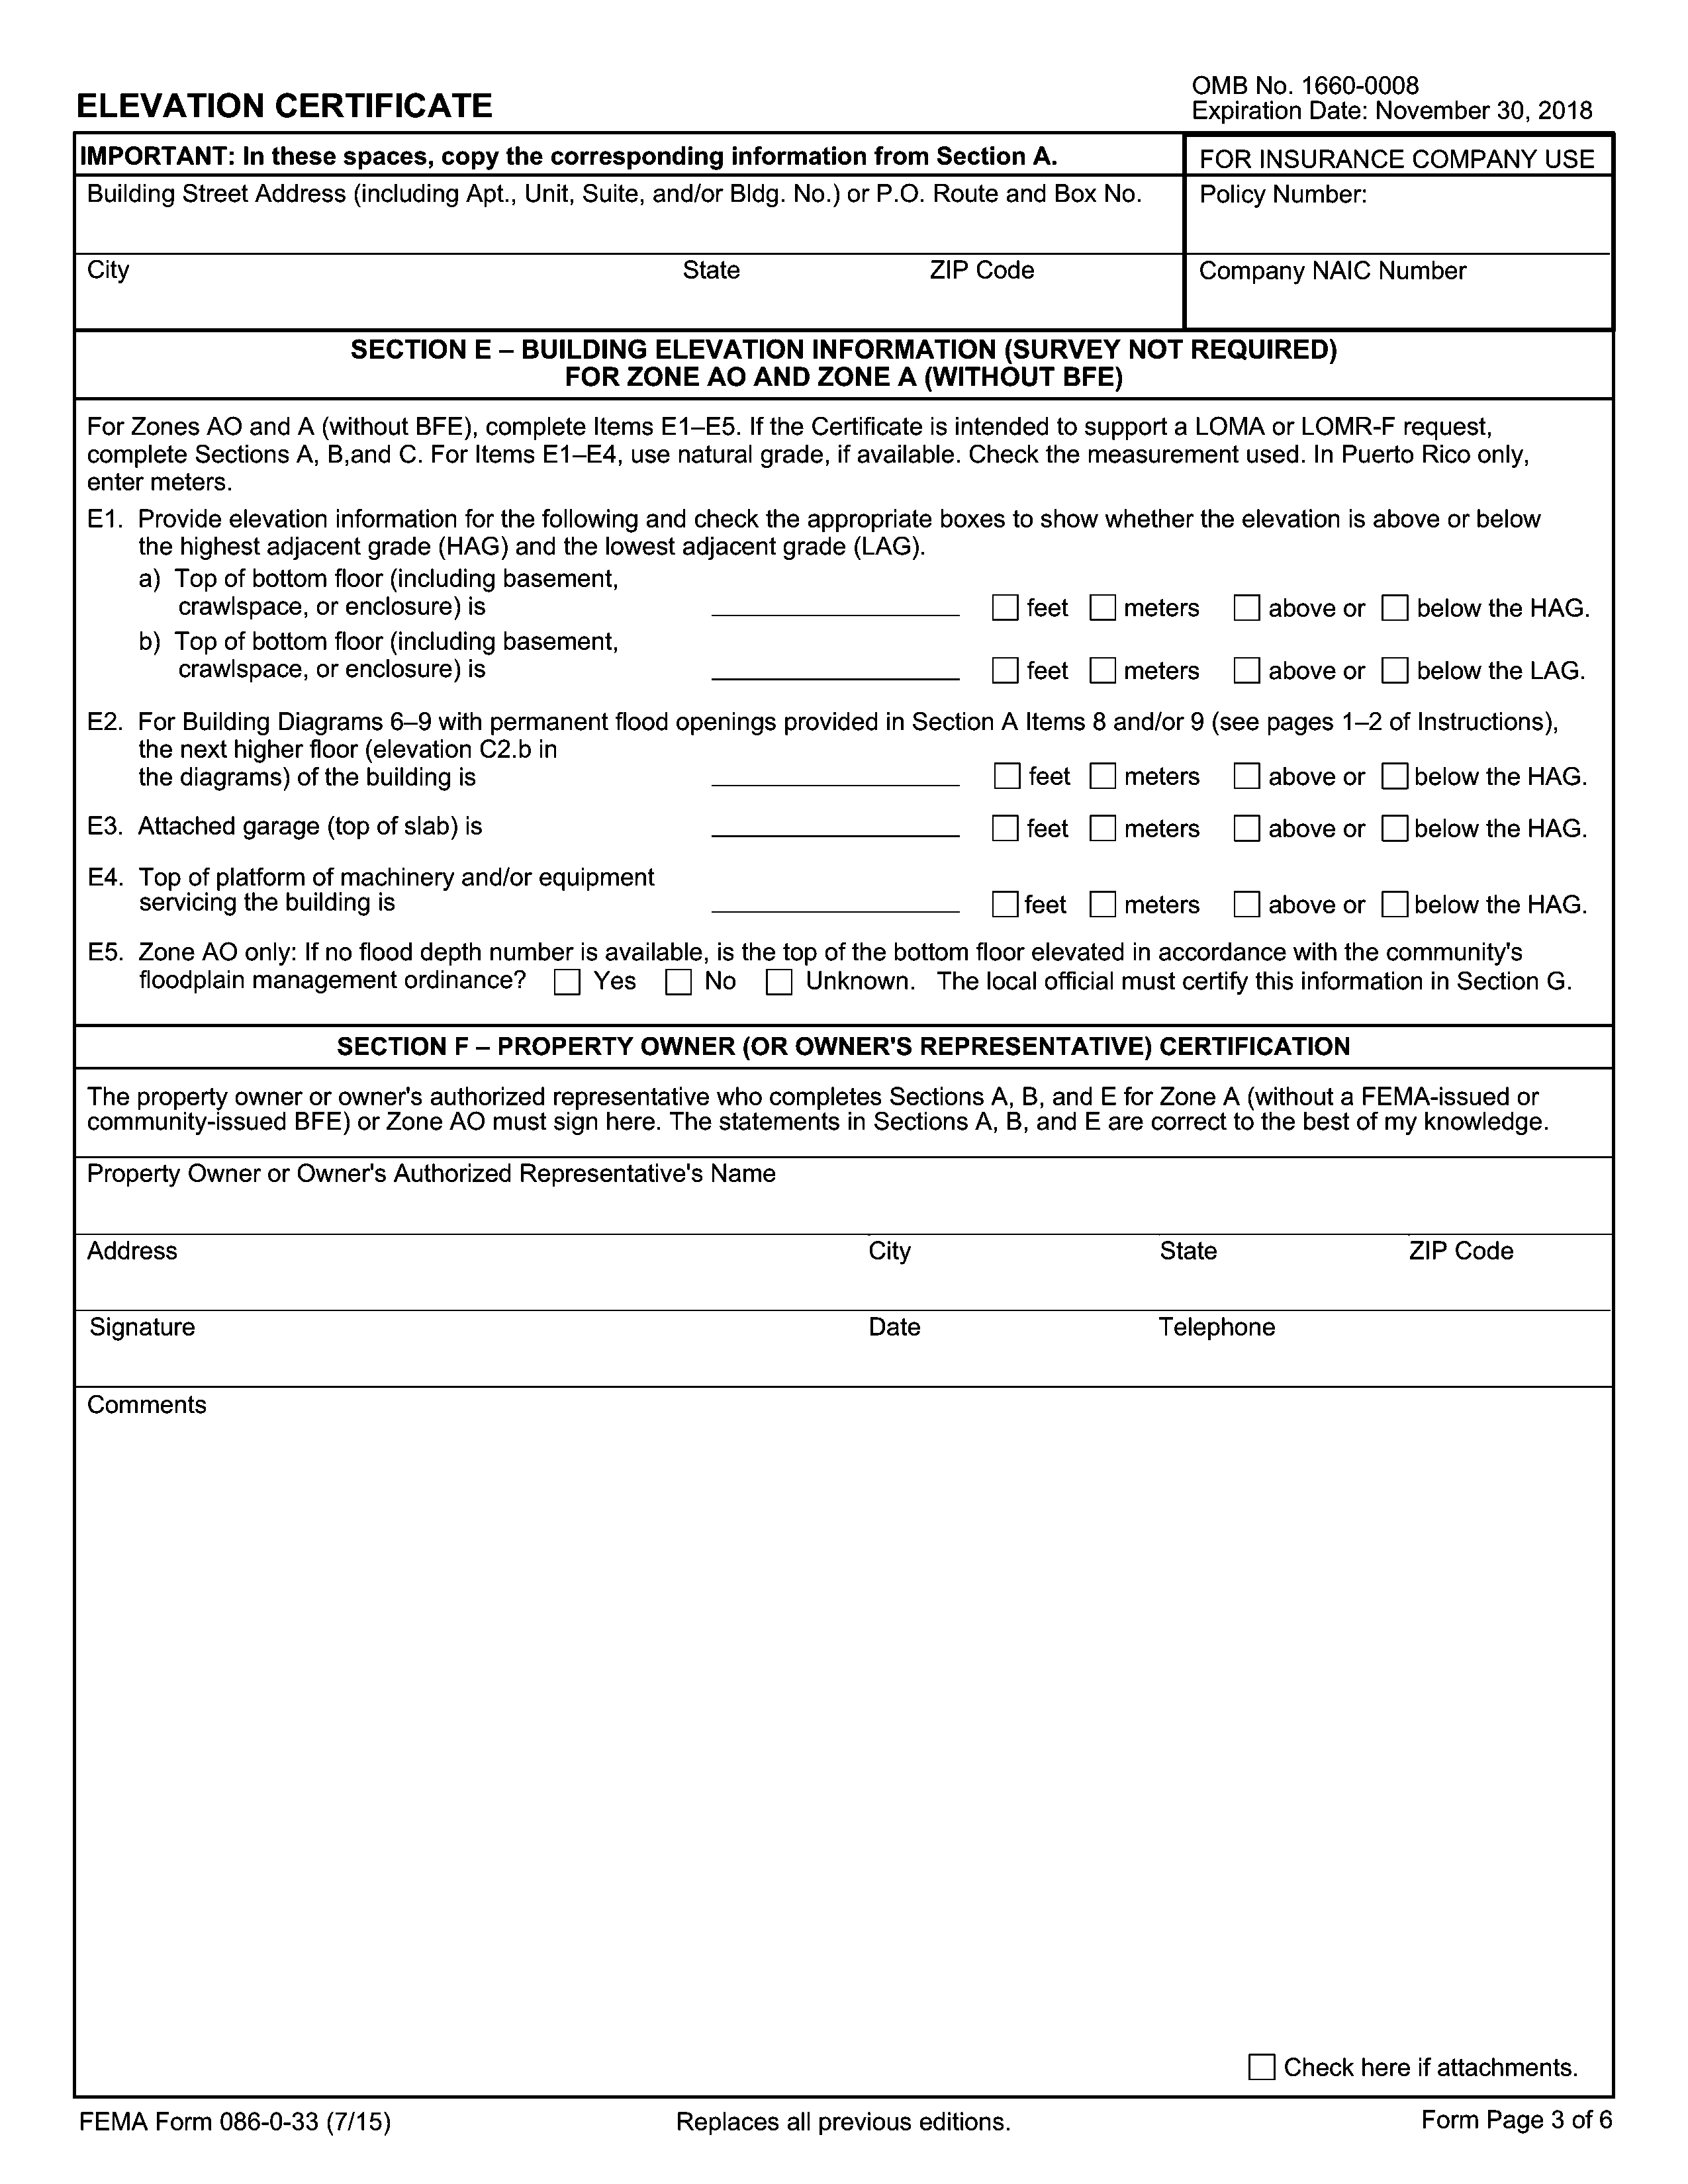 ELEVATION CERTIFICATE
OMB No. 1660-0008
Expiration Date: November 30, 2018
IMPORTANT: In these spaces, copy the corresponding information from Section A.
FOR INSURANCE COMPANY USE
Building Street Address (including Apt., Unit, Suite, and/or Bldg. No.) or P.O. Route and Box No.
Policy Number:
City State ZIP Code
Company NAIC Number
SECTION E – BUILDING ELEVATION INFORMATION (SURVEY NOT REQUIRED)
FOR ZONE AO AND ZONE A (WITHOUT BFE)
For Zones AO and A (without BFE), complete Items E1–E5. If the Certificate is intended to support a LOMA or LOMR-F request,
complete Sections A, B,and C. For Items E1–E4, use natural grade, if available. Check the measurement used. In Puerto Rico only,
enter meters.
E1. Provide elevation information for the following and check the appropriate boxes to show whether the elevation is above or below
the highest adjacent grade (HAG) and the lowest adjacent grade (LAG).
a) Top of bottom floor (including basement,
crawlspace, or enclosure) is feet meters above or below the HAG.
b) Top of bottom floor (including basement,
crawlspace, or enclosure) is feet meters above or below the LAG.
E2. For Building Diagrams 6–9 with permanent flood openings provided in Section A Items 8 and/or 9 (see pages 1–2 of Instructions),
the next higher floor (elevation C2.b in
the diagrams) of the building is feet meters above or below the HAG.
E3. Attached garage (top of slab) is feet meters above or below the HAG.
E4. Top of platform of machinery and/or equipment
servicing the building is feet meters above or below the HAG.
E5. Zone AO only: If no flood depth number is available, is the top of the bottom floor elevated in accordance with the community's
floodplain management ordinance? Yes No Unknown. The local official must certify this information in Section G.
SECTION F – PROPERTY OWNER (OR OWNER'S REPRESENTATIVE) CERTIFICATION
The property owner or owner's authorized representative who completes Sections A, B, and E for Zone A (without a FEMA-issued or
community-issued BFE) or Zone AO must sign here. The statements in Sections A, B, and E are correct to the best of my knowledge.
Property Owner or Owner's Authorized Representative's Name
Address City State ZIP Code
Signature Date Telephone
Comments
Check here if attachments.
FEMA Form 086-0-33 (7/15) Replaces all previous editions. Form Page 3 of 6